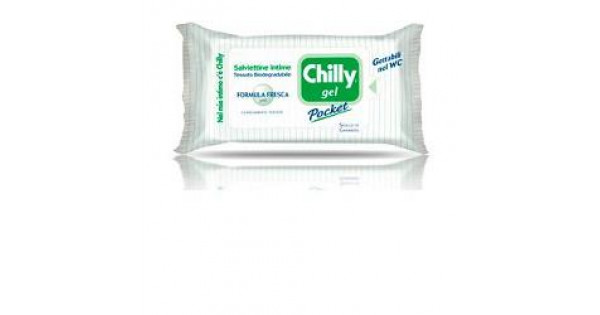 Nel mio intimo c'è Chilly
Salviettine intime
Tessuto Biodegradabile
FORMULA FRESCA
Chilly
gel
Pocket
Gettabili
nel WC